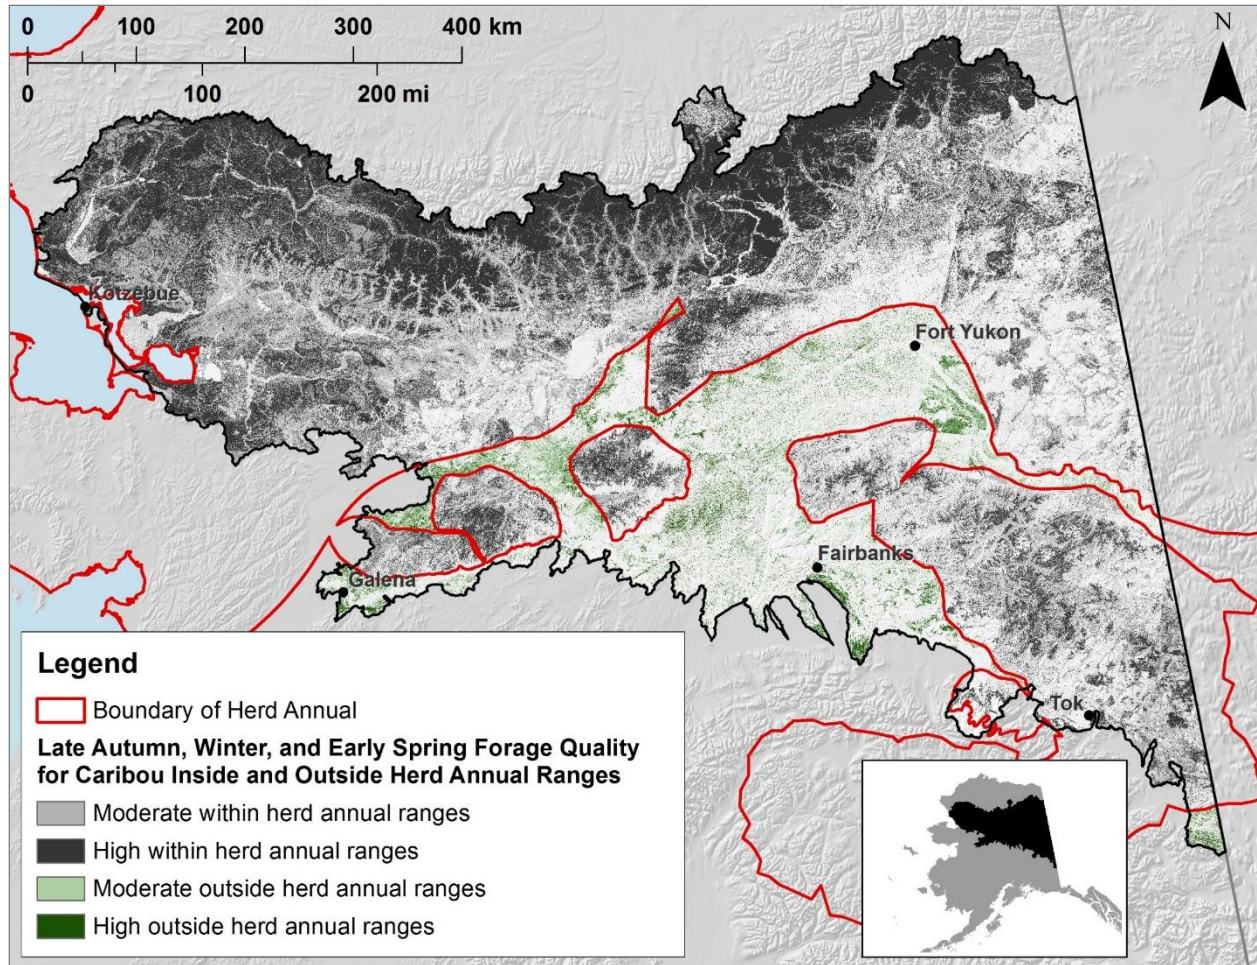 0 100 200 300 400 km
0 100 200 mi
N
Kotzebue
Fort Yukon
Fairbanks
Galena
Tok
Legend
Boundary of Herd Annual
Late Autumn, Winter, and Early Spring Forage Quality
for Caribou Inside and Outside Herd Annual Ranges
Moderate within herd annual ranges
High within herd annual ranges
Moderate outside herd annual ranges
High outside herd annual ranges